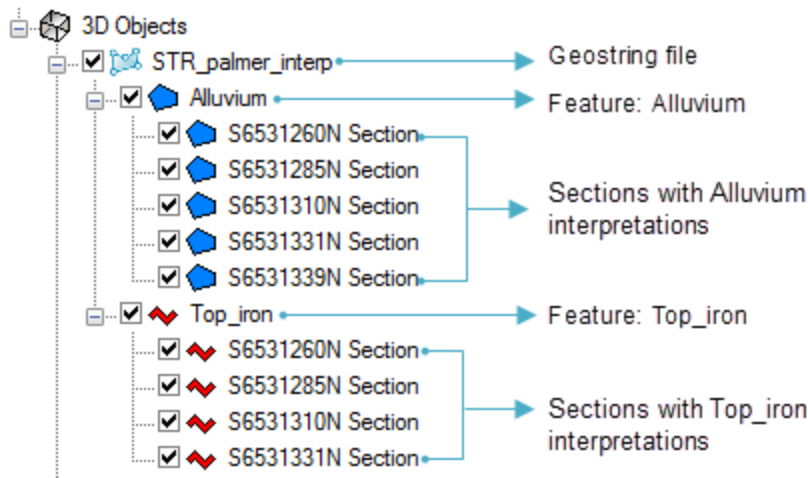 3D Objects
STR_palmer_interp Geostring file
Alluvium Feature: Alluvium
S6531260N Section
S6531285N Section
S6531310N Section
S6531331N Section
S6531339N Section
Sections with Alluvium
interpretations
Top_iron Feature: Top_iron
S6531260N Section
S6531285N Section
S6531310N Section
S6531331N Section
Sections with Top_iron
interpretations